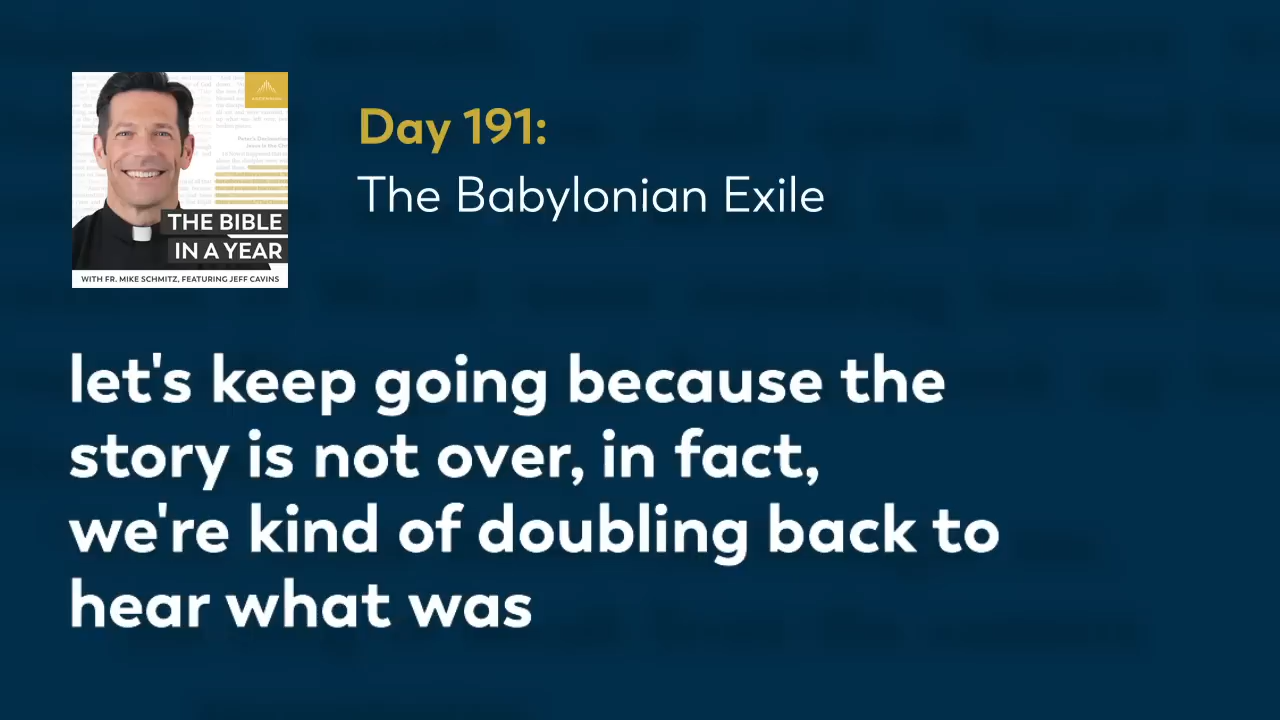 Day 191:
The Babylonian Exile
THE BIBLE
IN A YEAR
WITH FR. MIKE SCHMITZ, FEATURING JEFF CAVINS
let's keep going because the
story is not over, in fact,
we're kind of doubling back to
hear what was